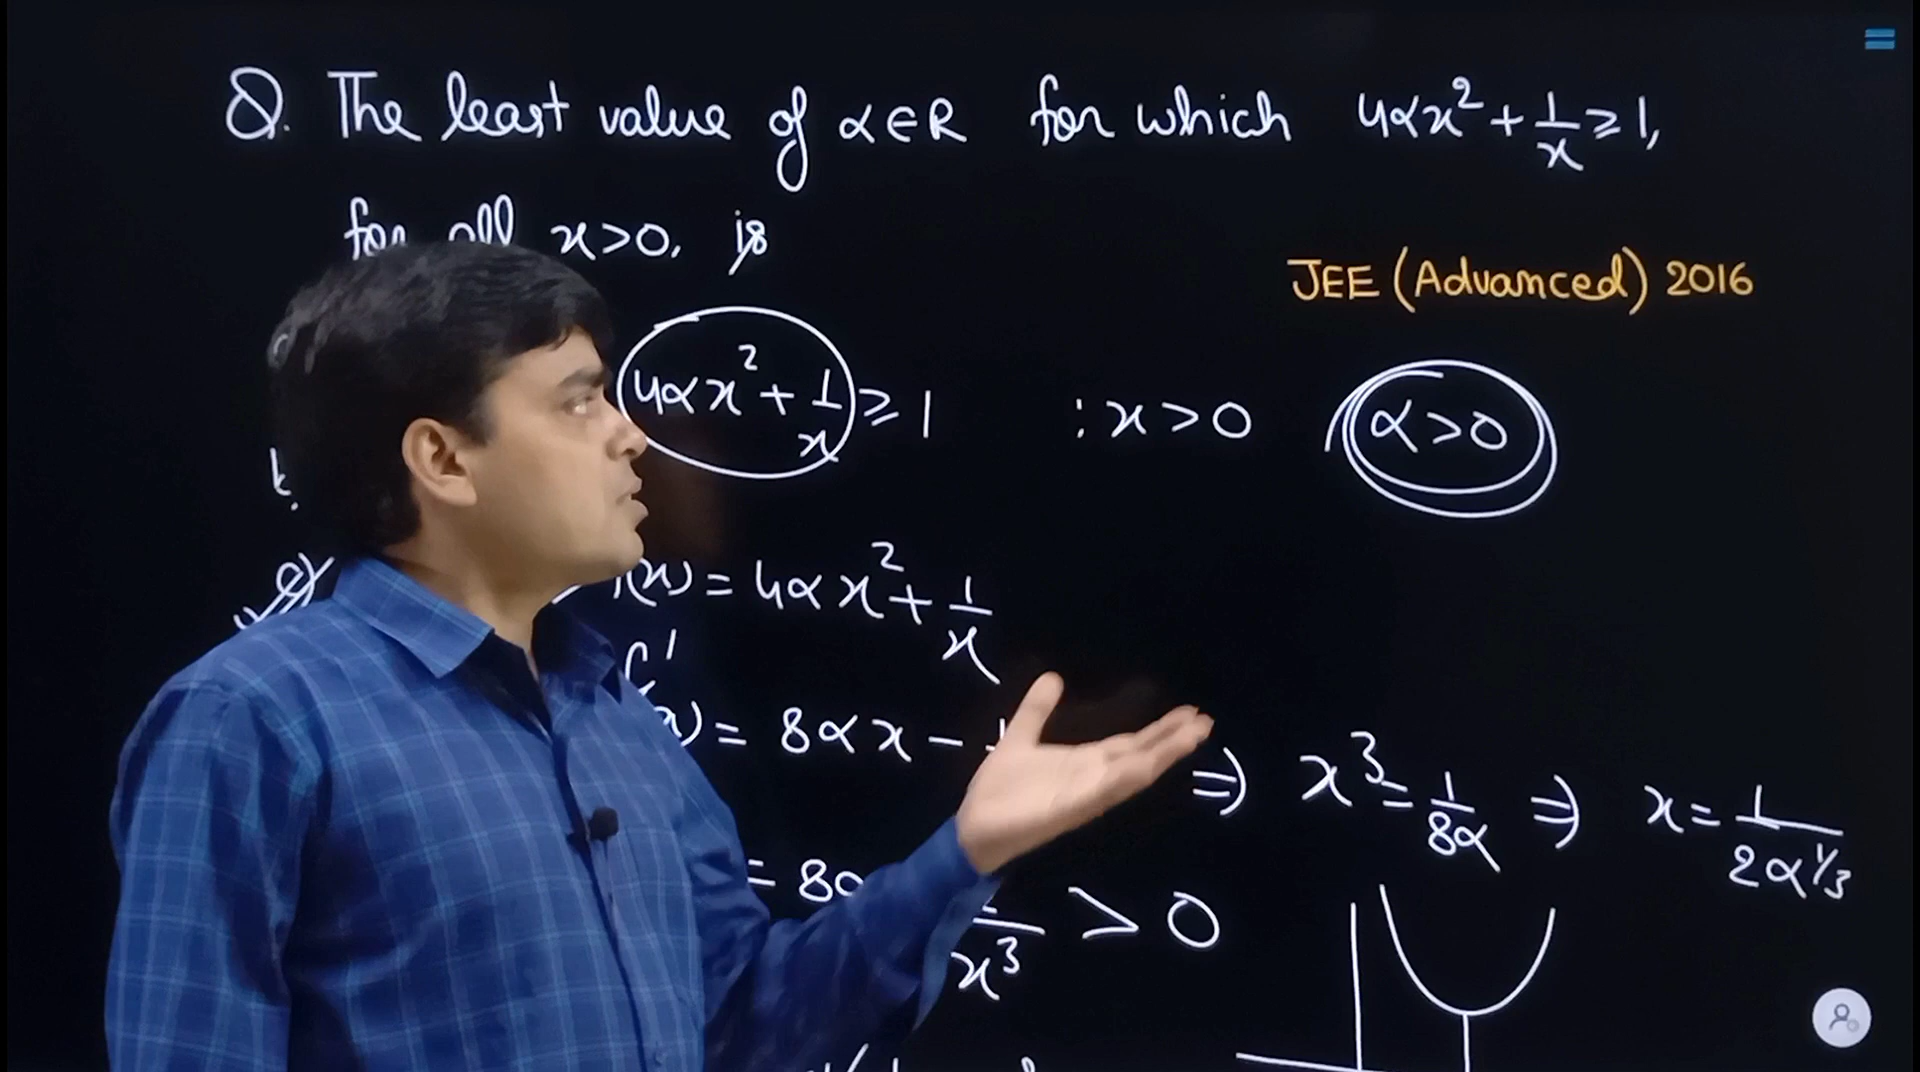 Q. The least value of α∈R for which 4αx² + 1/x ≥ 1,
for all x>0, is
JEE (Advanced) 2016
4αx² + 1/x ≥ 1 : x > 0 α > 0
(x) = 4αx² + 1/x
(x) = 8αx − ⇒ x³ = 1/8α ⇒ x = 1/2α^1/3
= 8α /x³ > 0